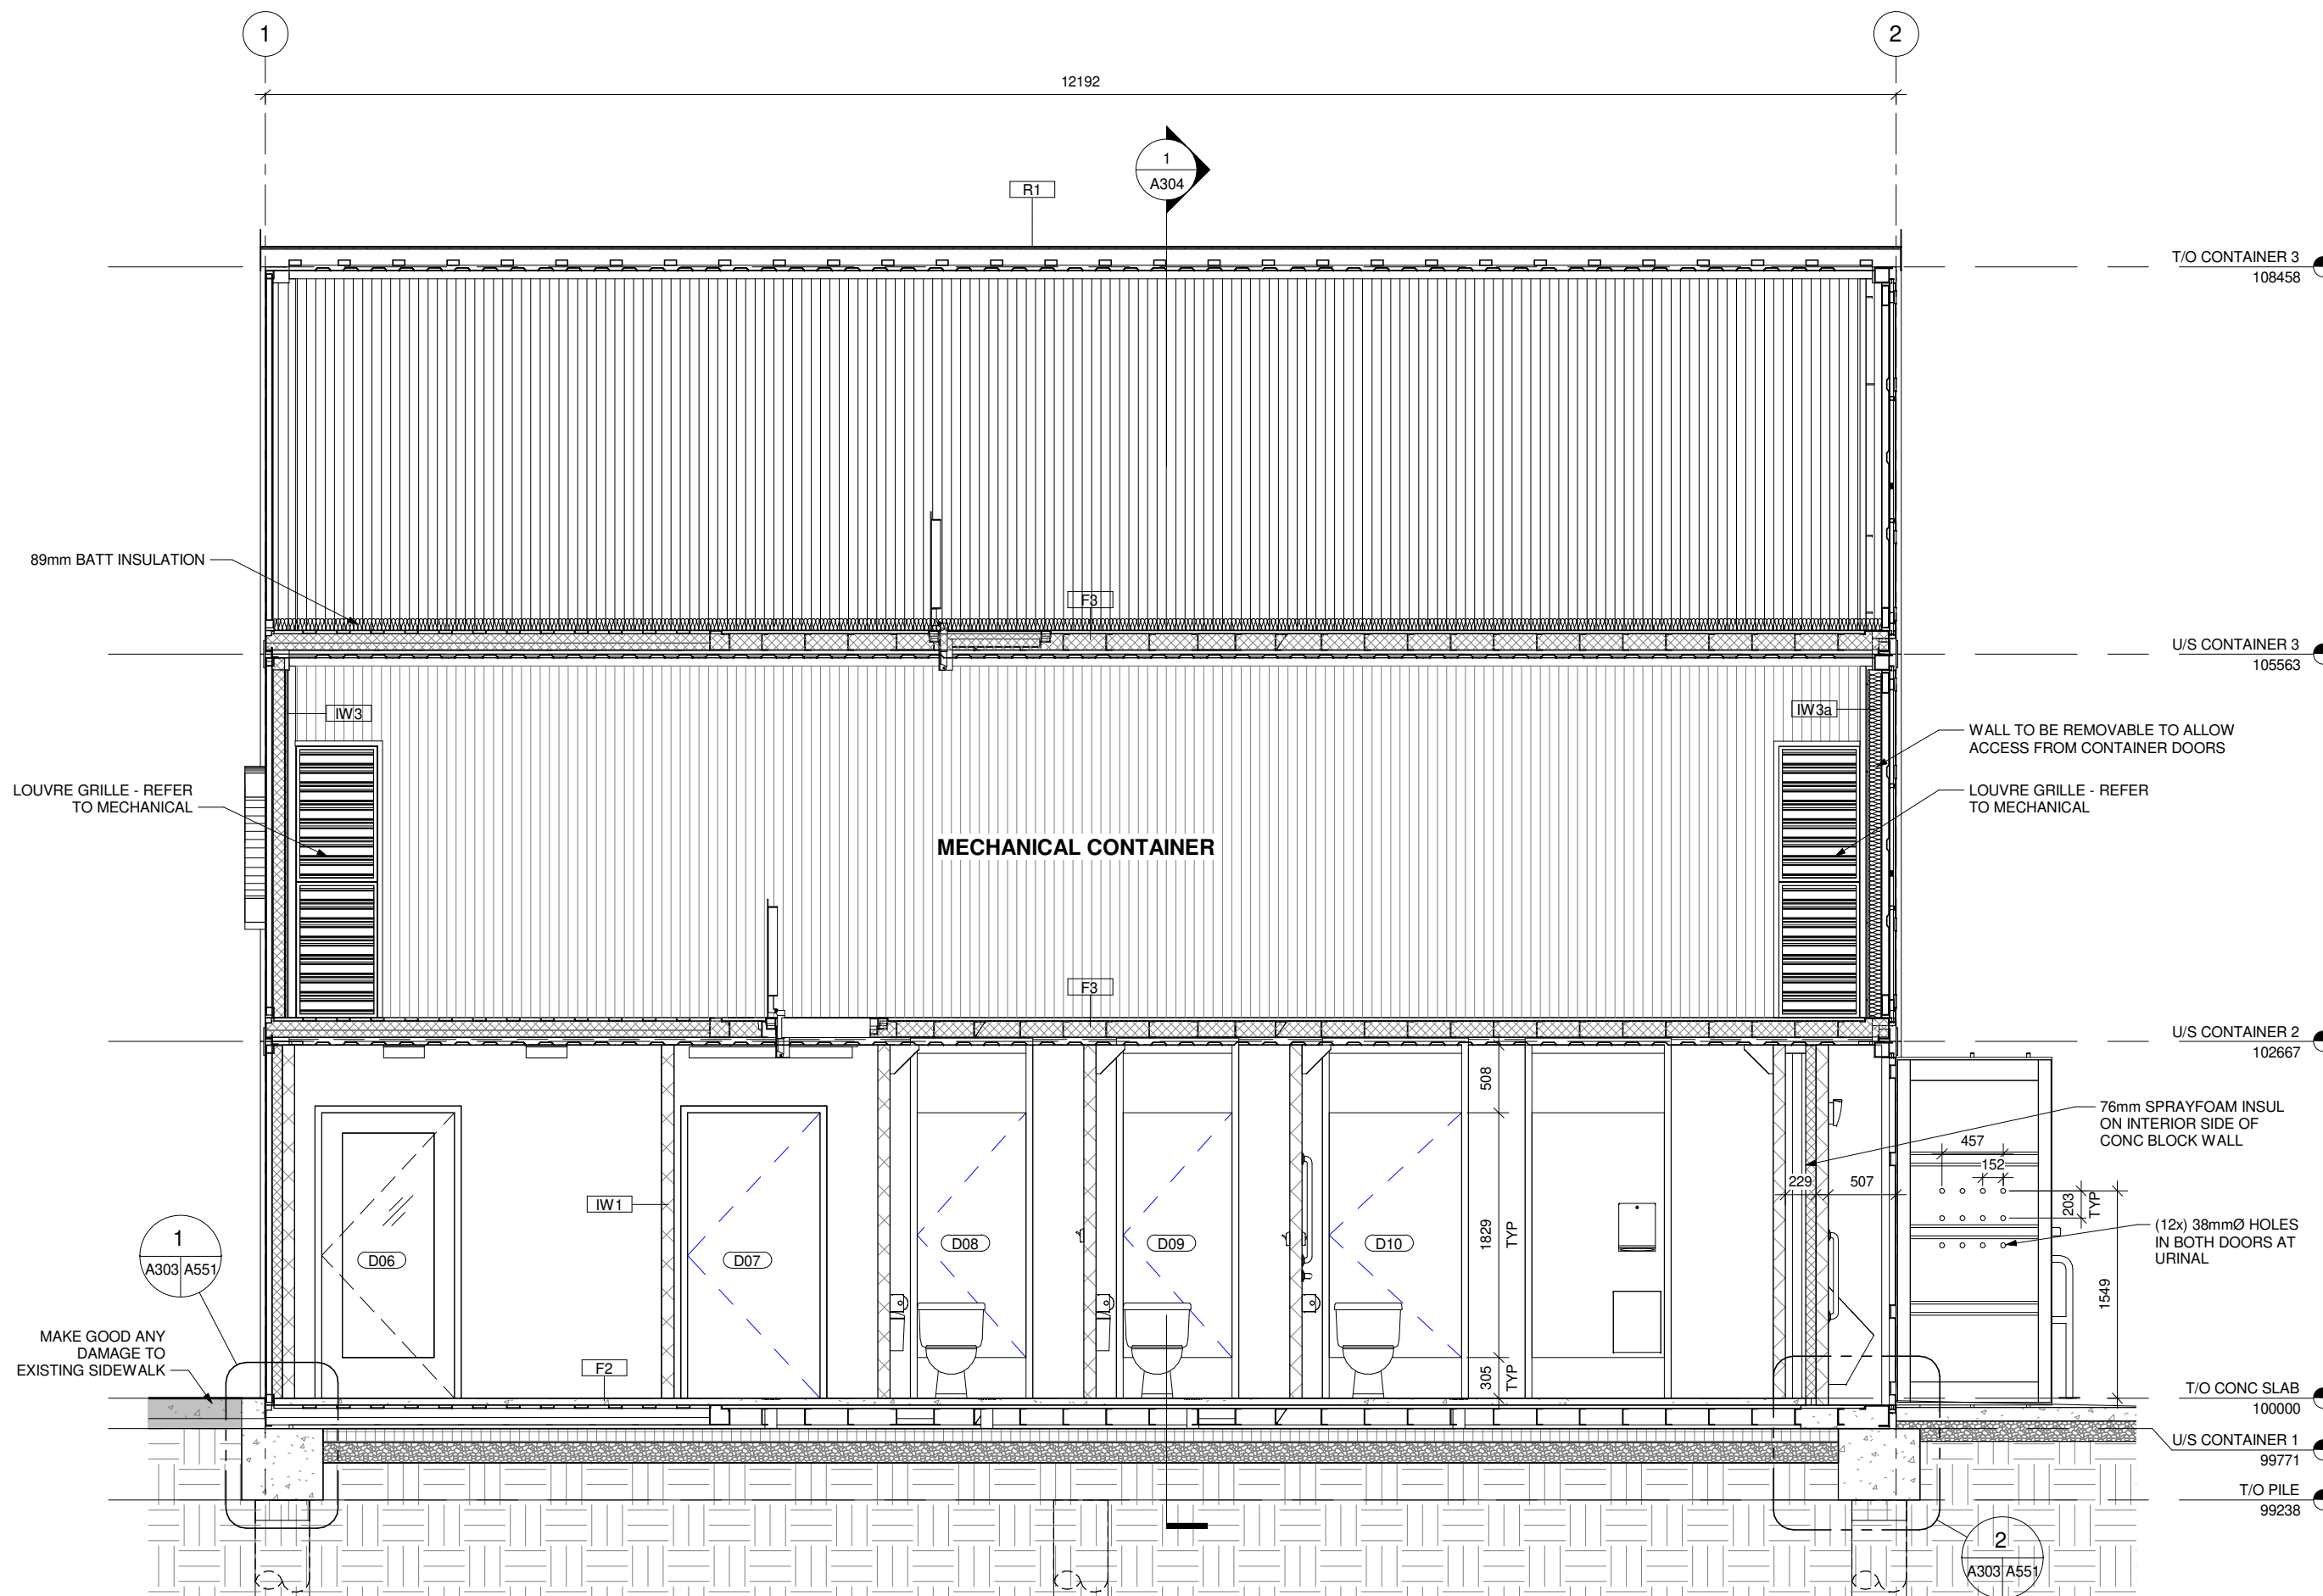 1
2
12192
1
A304
R1
T/O CONTAINER 3
108458
89mm BATT INSULATION
F3
U/S CONTAINER 3
105563
IW3
IW3a
WALL TO BE REMOVABLE TO ALLOW
ACCESS FROM CONTAINER DOORS
LOUVRE GRILLE - REFER
TO MECHANICAL
LOUVRE GRILLE - REFER
TO MECHANICAL
MECHANICAL CONTAINER
F3
U/S CONTAINER 2
102667
508
76mm SPRAYFOAM INSUL
ON INTERIOR SIDE OF
CONC BLOCK WALL
457
152
229
507
IW1
203
TYP
(12x) 38mmØ HOLES
IN BOTH DOORS AT
URINAL
1829
TYP
D06
D07
D08
D09
D10
1549
1
A303
A551
MAKE GOOD ANY
DAMAGE TO
EXISTING SIDEWALK
F2
305
TYP
T/O CONC SLAB
100000
U/S CONTAINER 1
99771
T/O PILE
99238
2
A303
A551